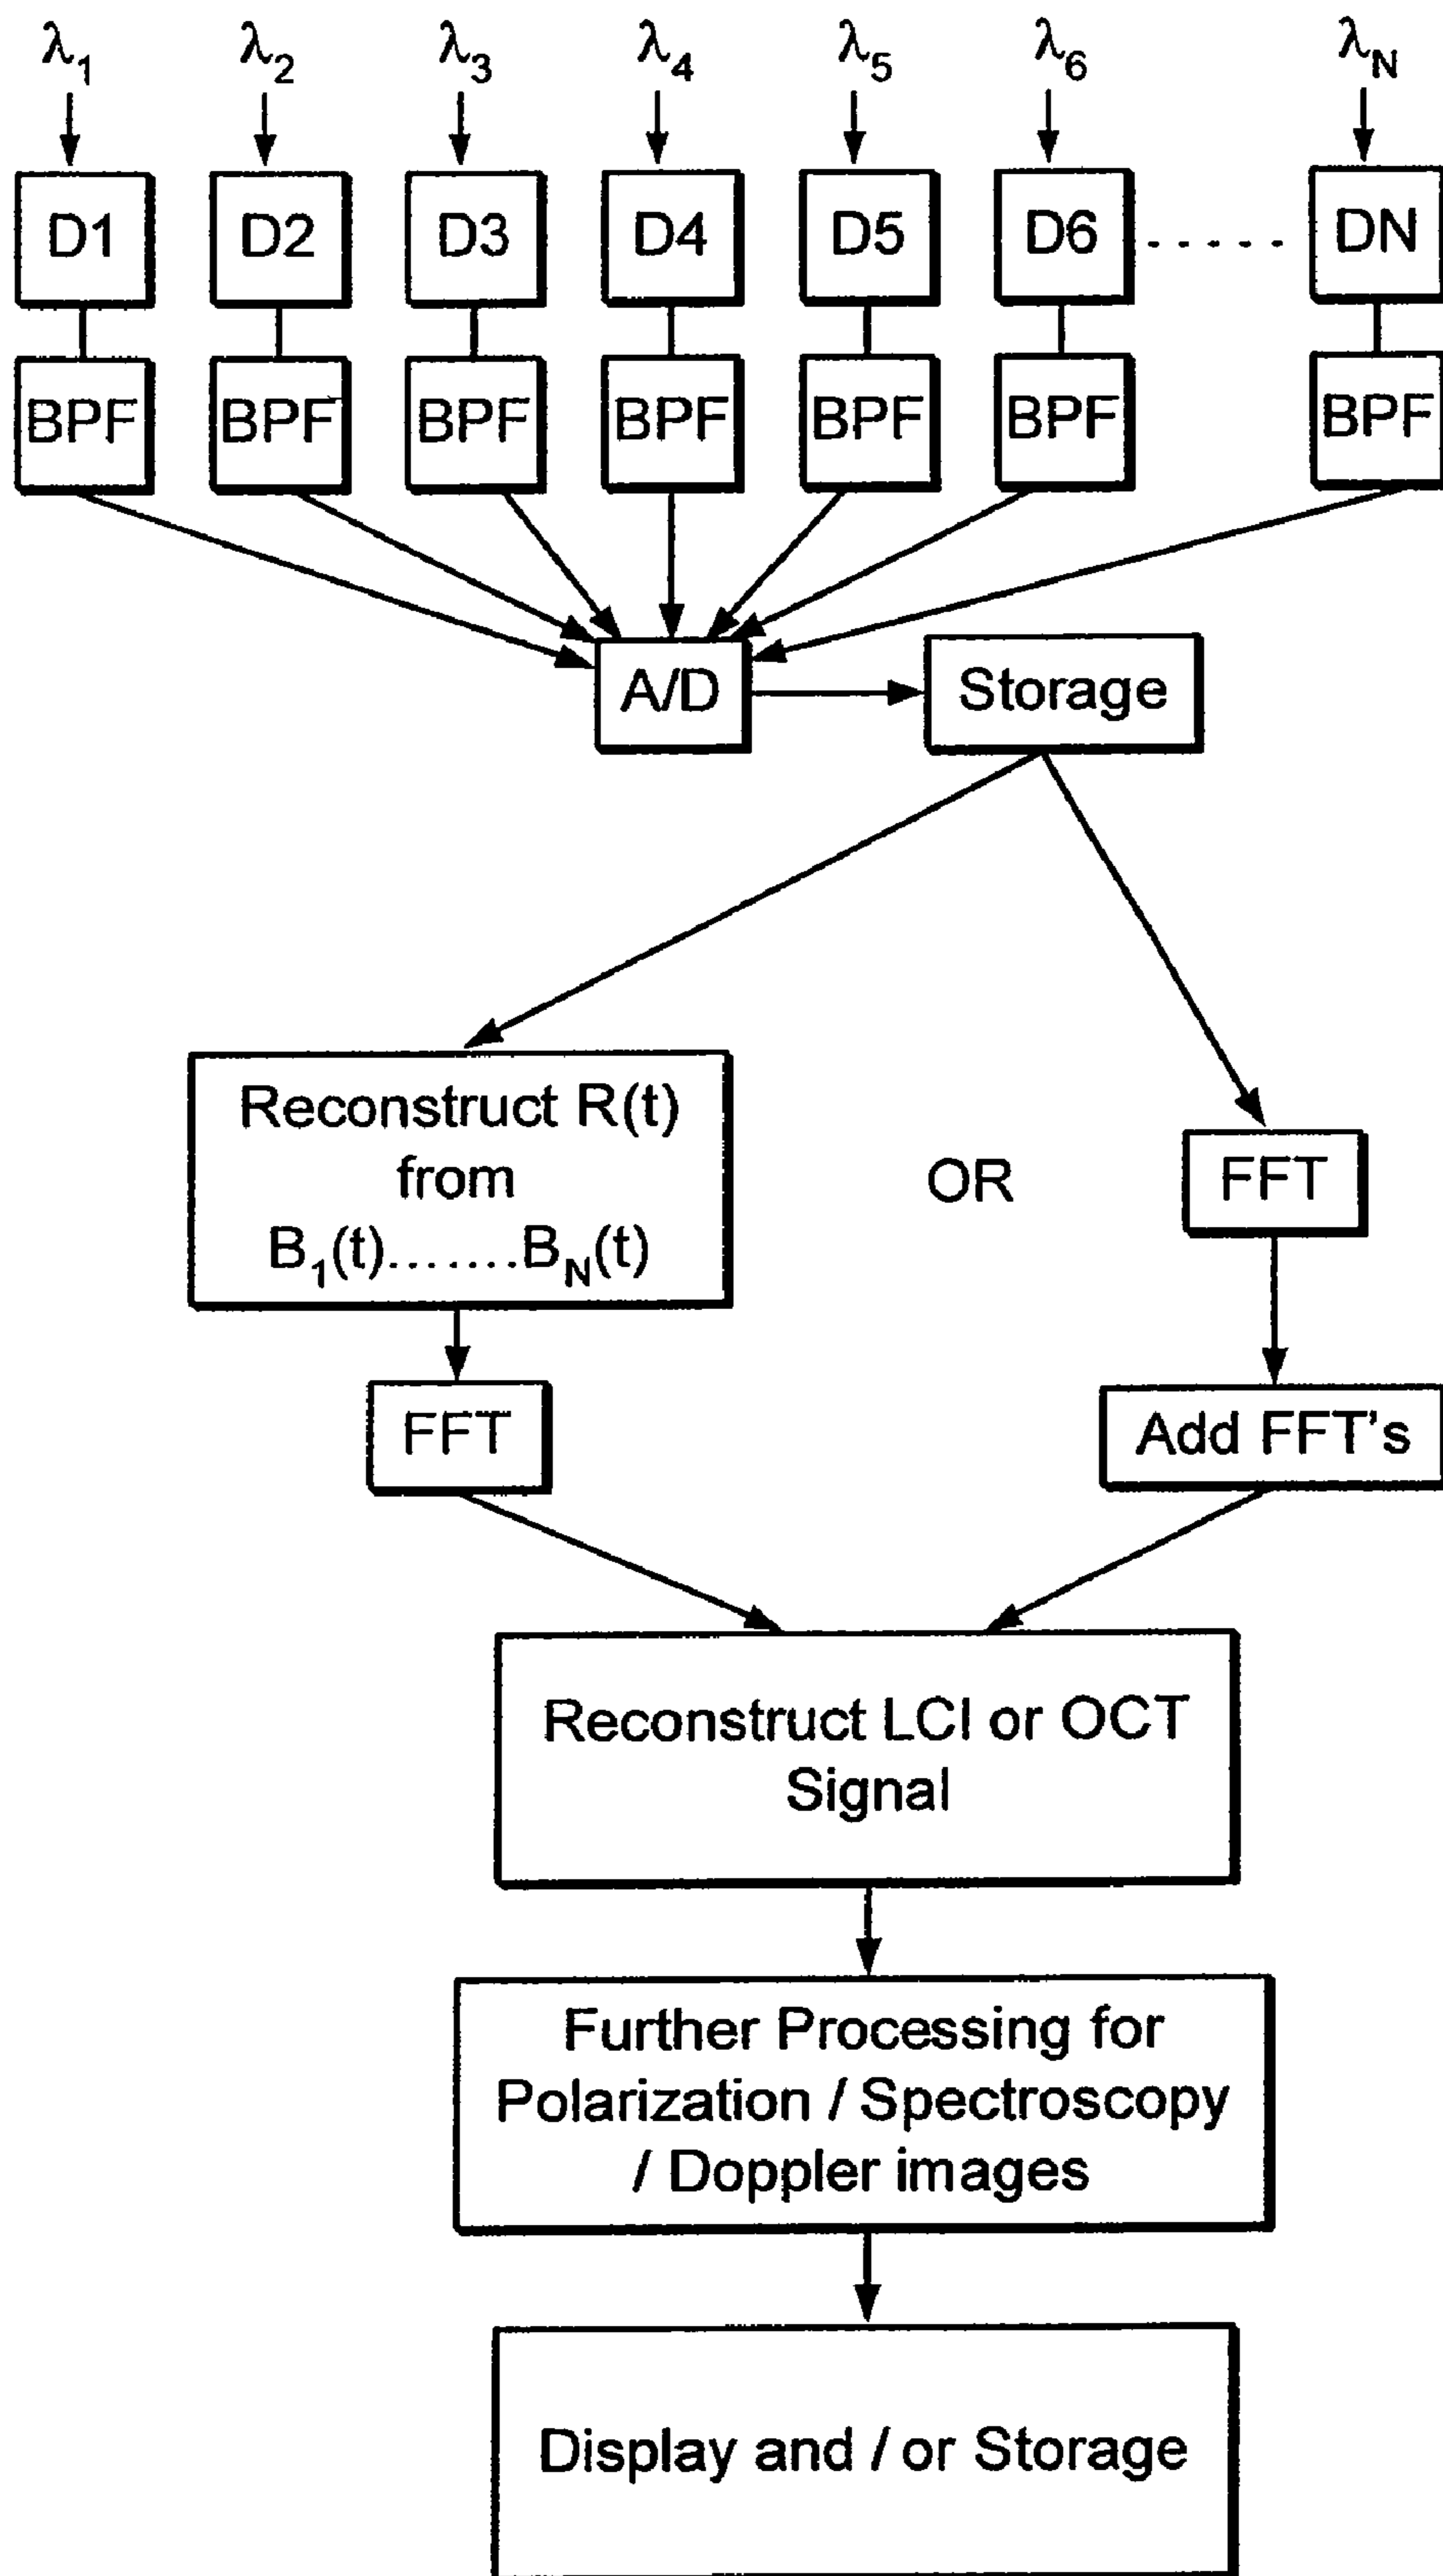 λ1 λ2 λ3 λ4 λ5 λ6 λN
D1 D2 D3 D4 D5 D6 ..... DN
BPF BPF BPF BPF BPF BPF BPF
A/D Storage
Reconstruct R(t)
from
B1(t).......BN(t)
OR
FFT
FFT
Add FFT's
Reconstruct LCI or OCT
Signal
Further Processing for
Polarization / Spectroscopy
/ Doppler images
Display and / or Storage